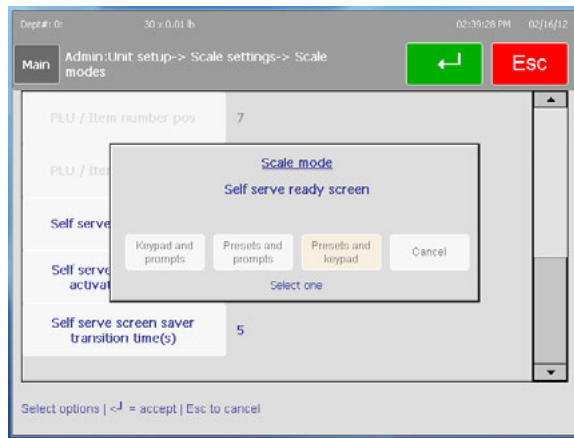 Dept#: 0:
30 x 0.01 lb
02:39:28 PM 02/16/12
Main
Admin:Unit setup-> Scale settings-> Scale
modes
Esc
PLU / Item number pos
7
PLU / Iter
Scale mode
Self serve ready screen
Self serve
Keypad and
prompts
Presets and
prompts
Presets and
keypad
Cancel
Self serve
activat
Select one
Self serve screen saver
transition time(s)
5
Select options | <┘ = accept | Esc to cancel